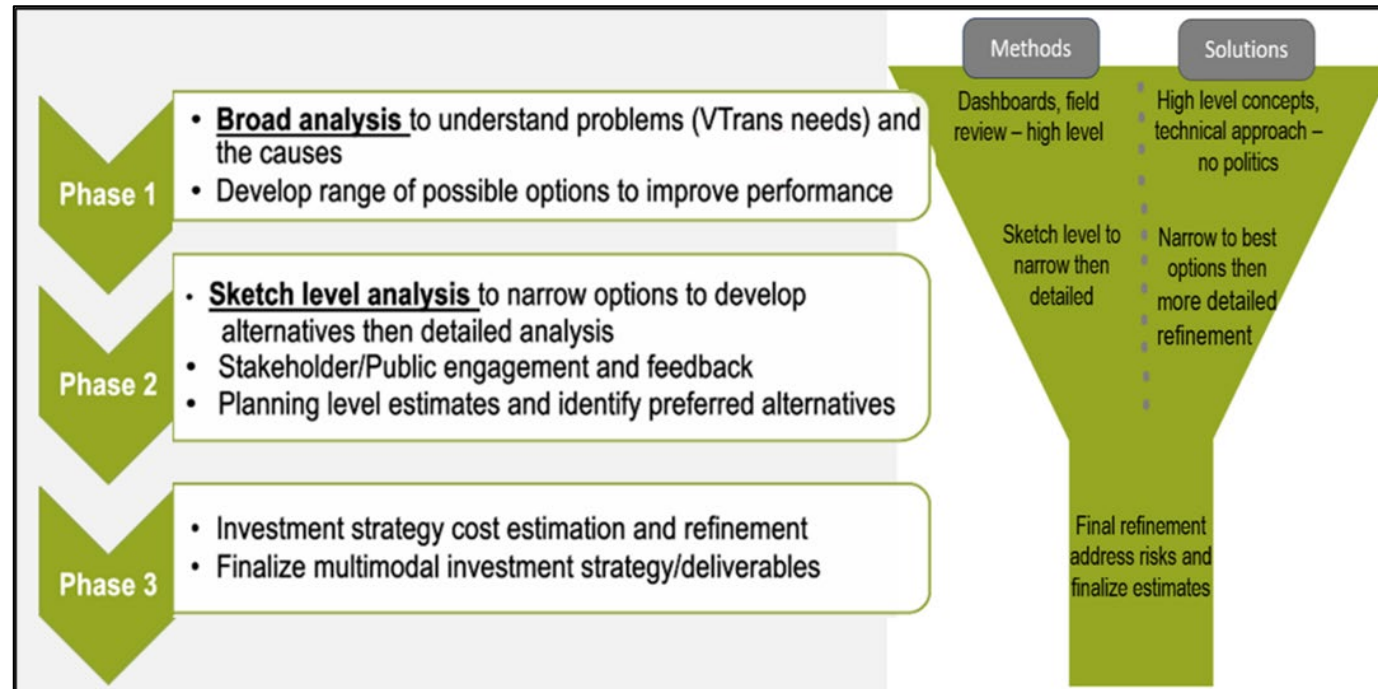 Phase 1
• Broad analysis to understand problems (VTrans needs) and
the causes
• Develop range of possible options to improve performance
Phase 2
• Sketch level analysis to narrow options to develop
alternatives then detailed analysis
• Stakeholder/Public engagement and feedback
• Planning level estimates and identify preferred alternatives
Phase 3
• Investment strategy cost estimation and refinement
• Finalize multimodal investment strategy/deliverables
Methods
Dashboards, field
review – high level
Sketch level to
narrow then
detailed
Solutions
High level concepts,
technical approach –
no politics
Narrow to best
options then
more detailed
refinement
Final refinement
address risks and
finalize estimates